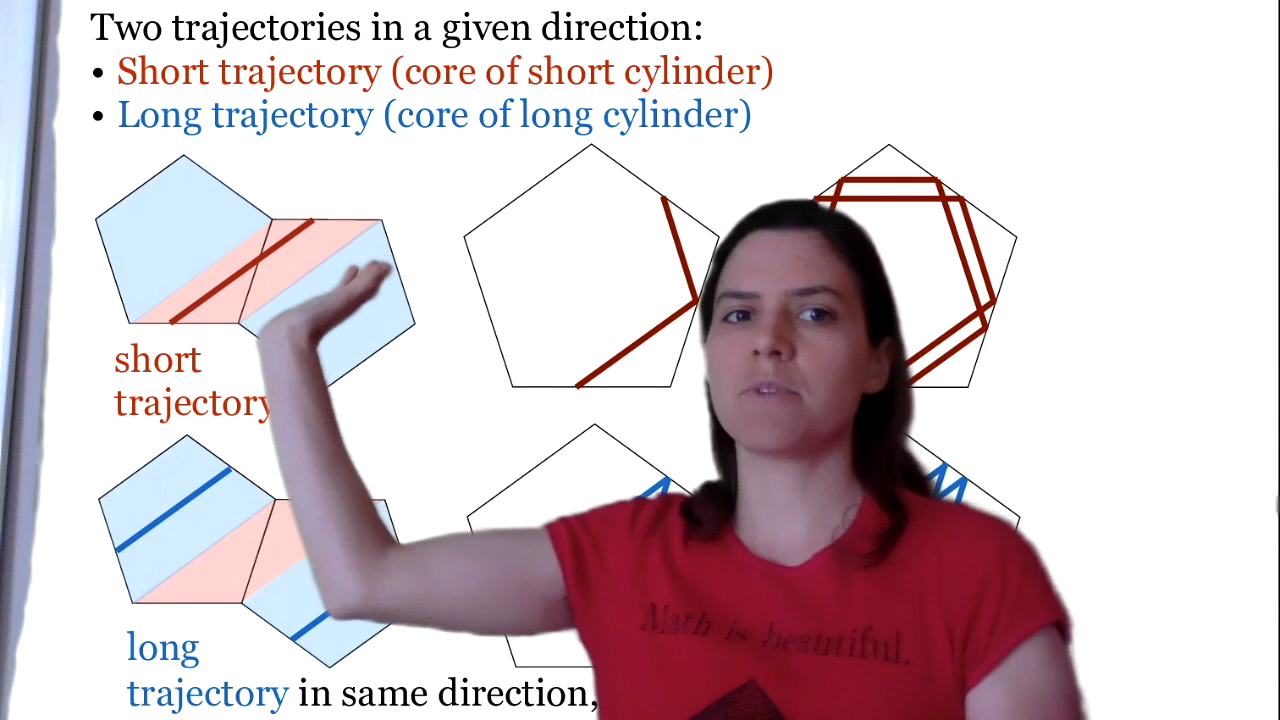 Two trajectories in a given direction:
• Short trajectory (core of short cylinder)
• Long trajectory (core of long cylinder)
short
trajectory
long
trajectory in same direction,
Math is beautiful.